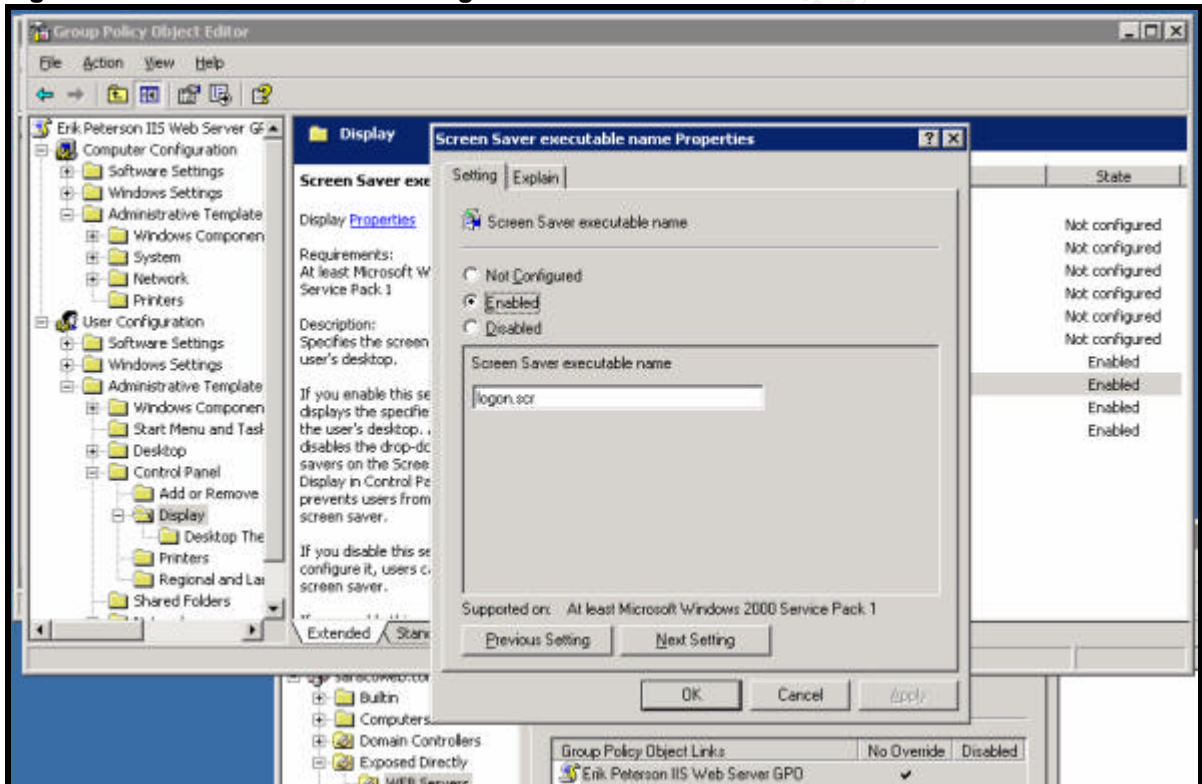 Group Policy Object Editor
File Action View Help
Erik Peterson IIS Web Server GF
Computer Configuration
Software Settings
Windows Settings
Administrative Template
Windows Componen
System
Network
Printers
User Configuration
Software Settings
Windows Settings
Administrative Template
Windows Componen
Start Menu and Tas
Desktop
Control Panel
Add or Remove
Display
Desktop The
Printers
Regional and La
Shared Folders
Display
Screen Saver exe
Display Properties
Requirements:
At least Microsoft W
Service Pack 1
Description:
Specifies the screen
user's desktop.
If you enable this se
displays the specifie
the user's desktop.
disables the drop-do
savers on the Scree
Display in Control Pa
prevents users from
screen saver.
If you disable this se
configure it, users c
screen saver.
Extended Stan
Screen Saver executable name Properties
Setting Explain
Screen Saver executable name
Not Configured
Enabled
Disabled
Screen Saver executable name
logon.scr
Supported on: At least Microsoft Windows 2000 Service Pack 1
Previous Setting Next Setting
OK Cancel Apply
State
Not configured
Not configured
Not configured
Not configured
Not configured
Not configured
Enabled
Enabled
Enabled
Enabled
Builtin
Computers
Domain Controllers
Exposed Directly
WEB Servers
Group Policy Object Links No Override Disabled
Erik Peterson IIS Web Server GPO